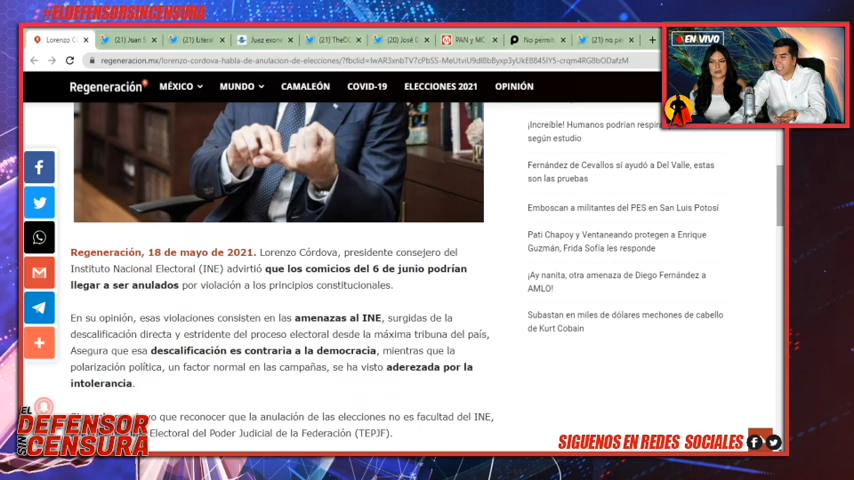 #ELDEFENSORSINCENSURA
EN VIVO
Lorenzo Có
(21) Juan S
(21) Literal
Juez exone
(21) TheDC
(20) José D
PAN y MC
No permiti
(21) no pe
regeneracion.mx/lorenzo-cordova-habla-de-anulacion-de-elecciones/?fbclid=
Regeneración
MÉXICO
MUNDO
CAMALEÓN
COVID-19
ELECCIONES 2021
OPINIÓN
¡Increíble! Humanos podrían respira
según estudio
Fernández de Cevallos sí ayudó a Del Valle, estas
son las pruebas
Emboscan a militantes del PES en San Luis Potosí
Pati Chapoy y Ventaneando protegen a Enrique
Guzmán, Frida Sofía les responde
¡Ay nanita, otra amenaza de Diego Fernández a
AMLO!
Subastan en miles de dólares mechones de cabello
de Kurt Cobain
Regeneración, 18 de mayo de 2021. Lorenzo Córdova, presidente consejero del
Instituto Nacional Electoral (INE) advirtió que los comicios del 6 de junio podrían
llegar a ser anulados por violación a los principios constitucionales.
En su opinión, esas violaciones consisten en las amenazas al INE, surgidas de la
descalificación directa y estridente del proceso electoral desde la máxima tribuna del país,
Asegura que esa descalificación es contraria a la democracia, mientras que la
polarización política, un factor normal en las campañas, se ha visto aderezada por la
intolerancia.
que reconocer que la anulación de las elecciones no es facultad del INE,
Electoral del Poder Judicial de la Federación (TEPJF).
EL
DEFENSOR
SIN
CENSURA
SIGUENOS EN REDES SOCIALES